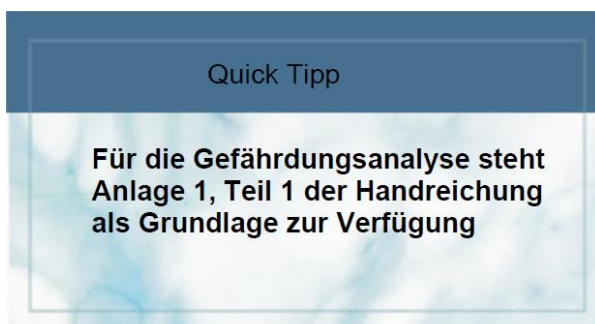 Quick Tipp
Für die Gefährdungsanalyse steht
Anlage 1, Teil 1 der Handreichung
als Grundlage zur Verfügung